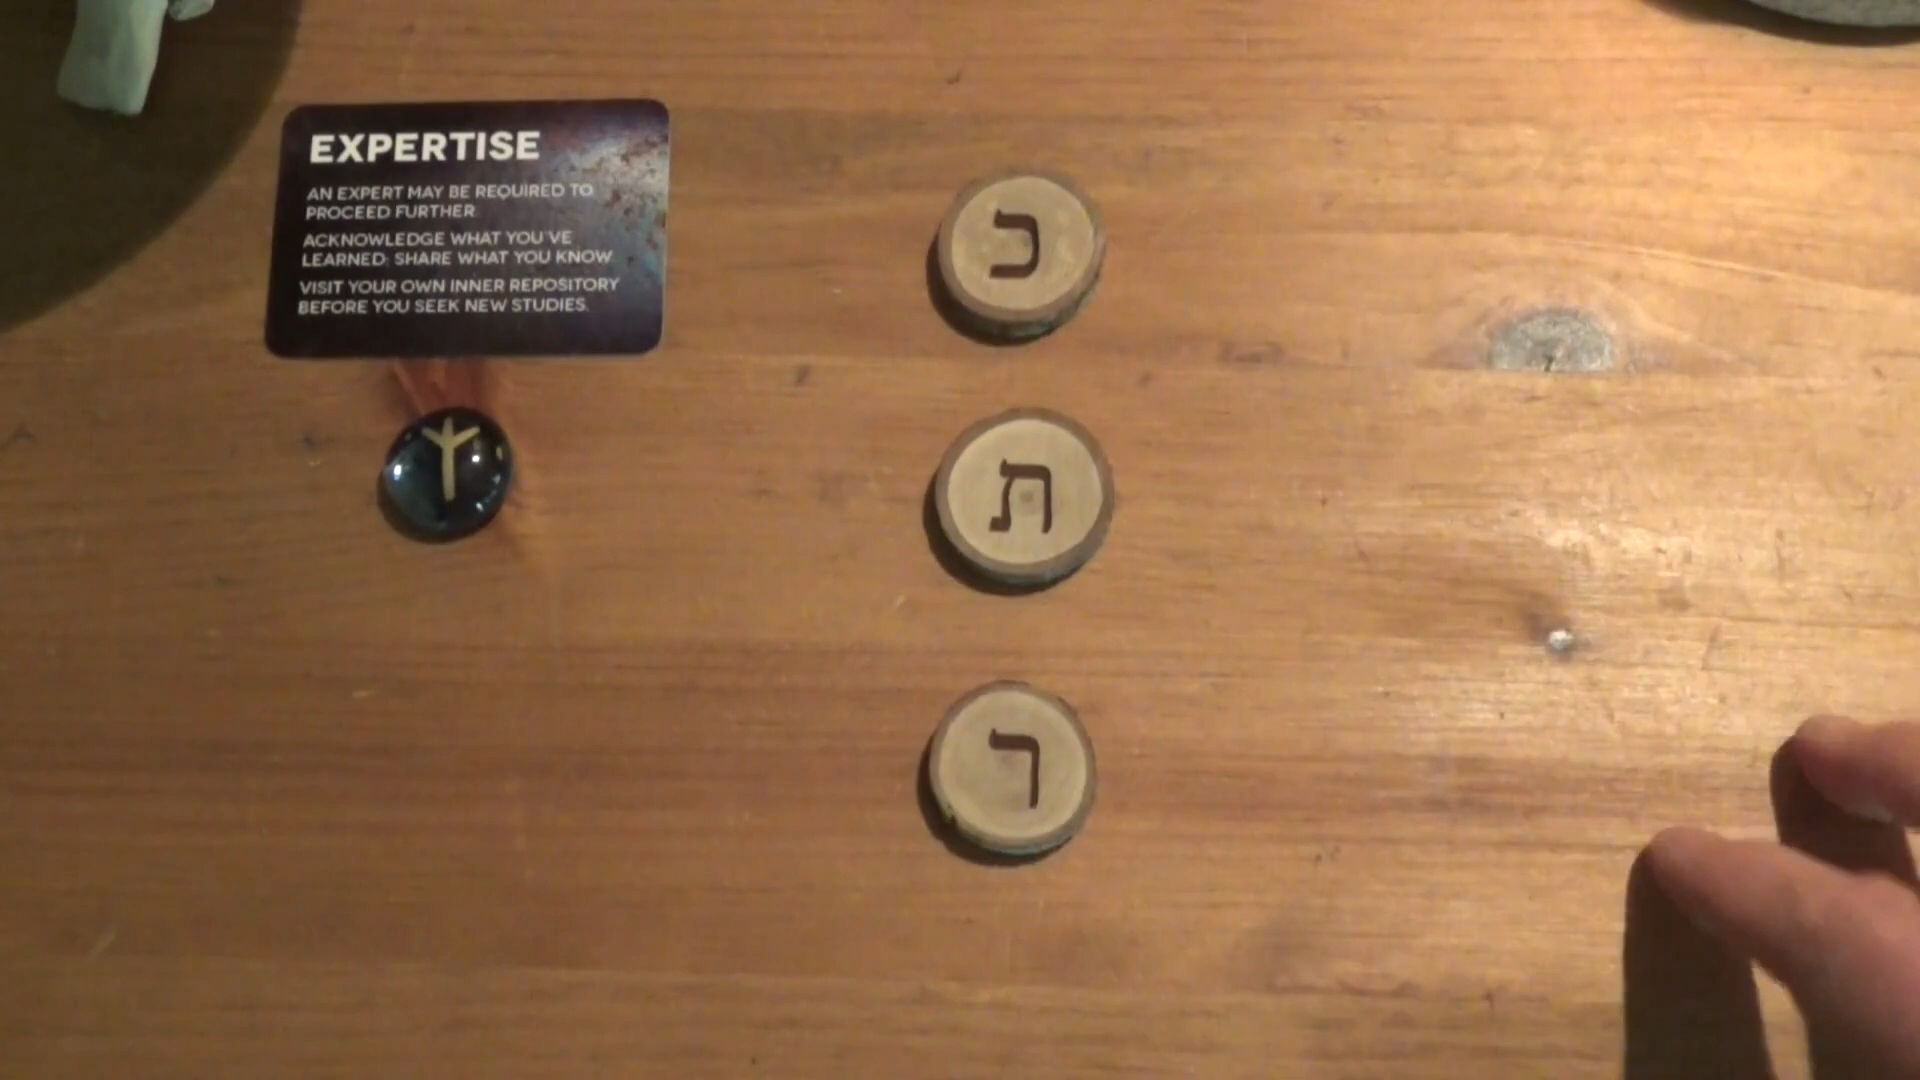 EXPERTISE
AN EXPERT MAY BE REQUIRED TO
PROCEED FURTHER
ACKNOWLEDGE WHAT YOU'VE
LEARNED; SHARE WHAT YOU KNOW
VISIT YOUR OWN INNER REPOSITORY
BEFORE YOU SEEK NEW STUDIES.
ᛉ
כ
ת
ר